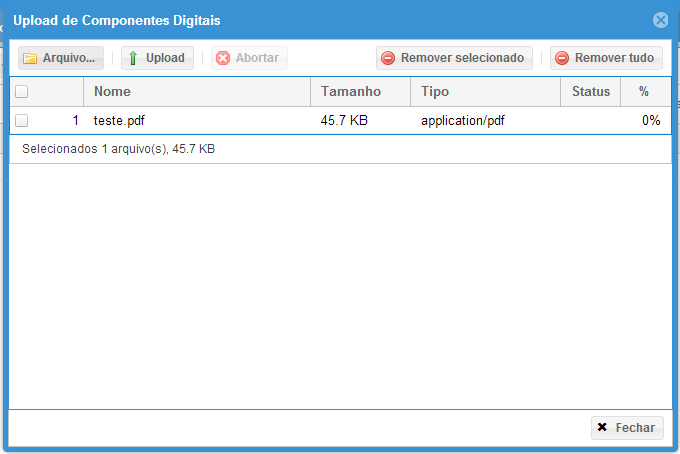 Upload de Componentes Digitais
Arquivo... Upload Abortar Remover selecionado Remover tudo
Nome Tamanho Tipo Status %
1 teste.pdf 45.7 KB application/pdf 0%
Selecionados 1 arquivo(s), 45.7 KB
Fechar